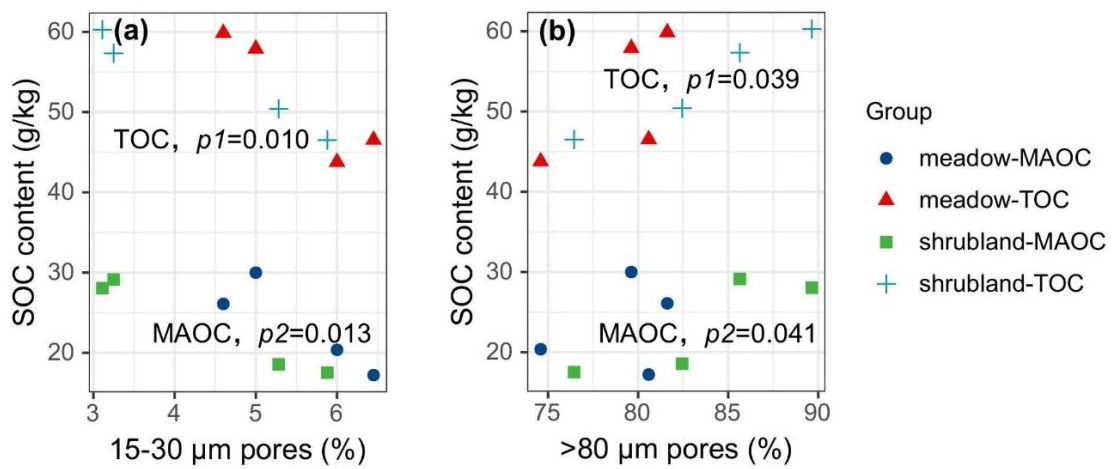 (a)
SOC content (g/kg)
60
50
40
30
20
TOC, p1=0.010
MAOC, p2=0.013
3 4 5 6
15-30 μm pores (%)
(b)
SOC content (g/kg)
60
50
40
30
20
TOC, p1=0.039
MAOC, p2=0.041
75 80 85 90
>80 μm pores (%)
Group
meadow-MAOC
meadow-TOC
shrubland-MAOC
shrubland-TOC